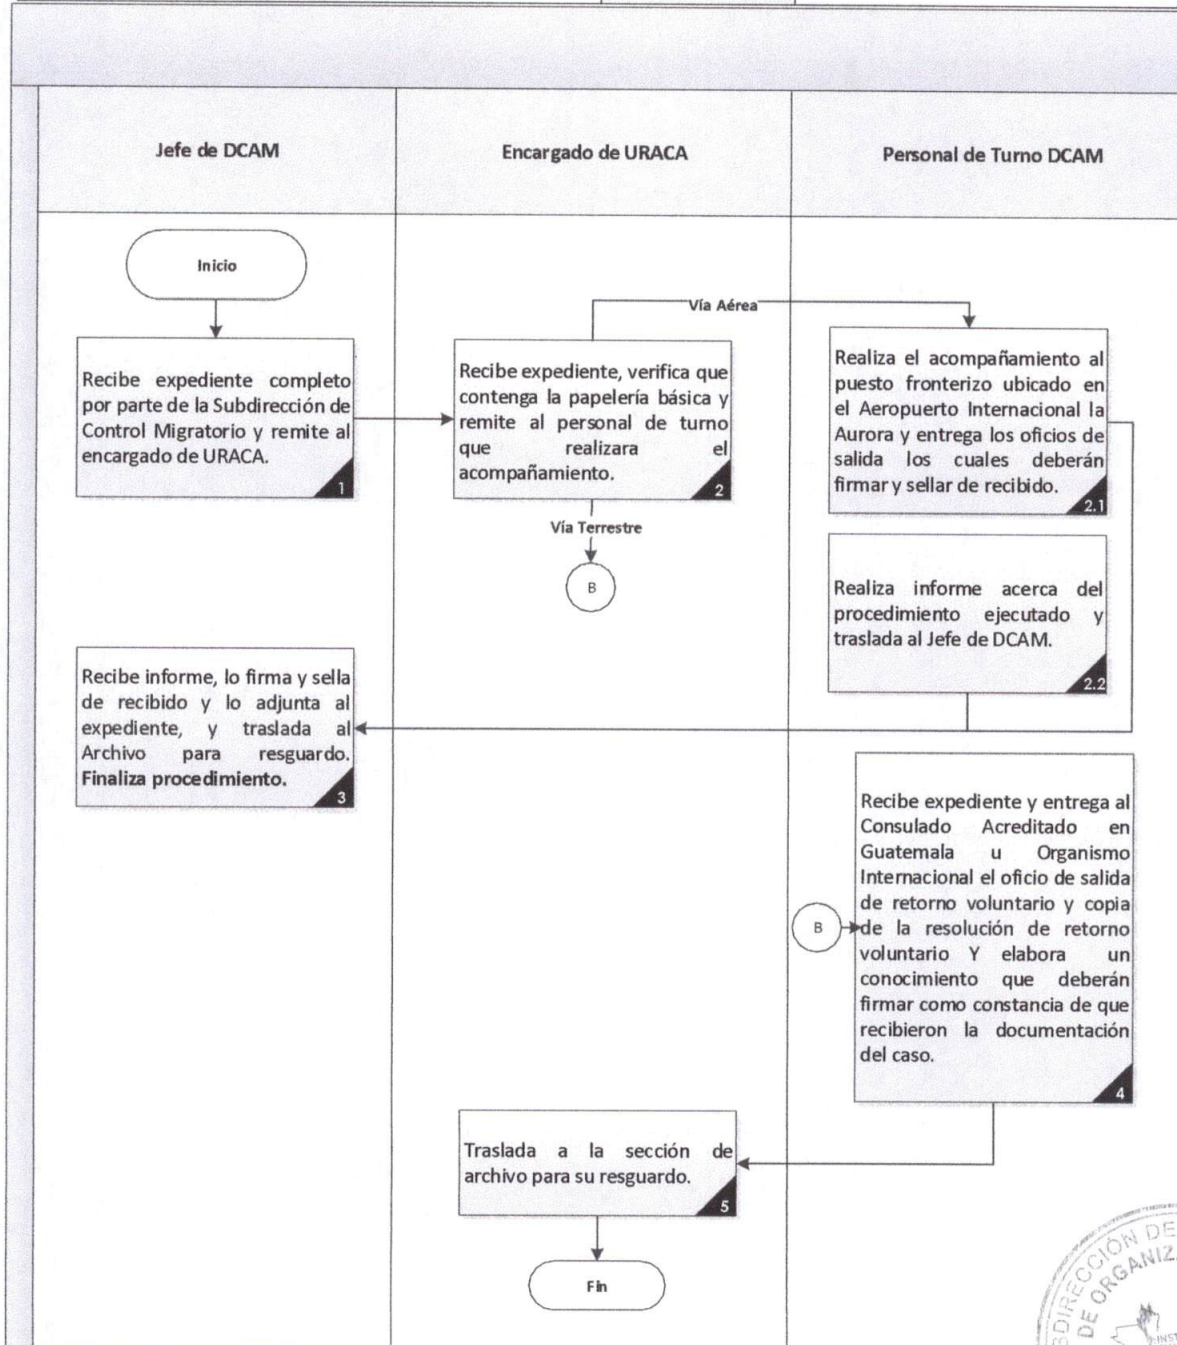 Jefe de DCAM
Encargado de URACA
Personal de Turno DCAM
Inicio
Vía Aérea
Recibe expediente completo
por parte de la Subdirección de
Control Migratorio y remite al
encargado de URACA.
1
Recibe expediente, verifica que
contenga la papelería básica y
remite al personal de turno
que realizara el
acompañamiento.
2
Vía Terrestre
B
Realiza el acompañamiento al
puesto fronterizo ubicado en
el Aeropuerto Internacional la
Aurora y entrega los oficios de
salida los cuales deberán
firmar y sellar de recibido.
2.1
Realiza informe acerca del
procedimiento ejecutado y
traslada al Jefe de DCAM.
2.2
Recibe informe, lo firma y sella
de recibido y lo adjunta al
expediente, y traslada al
Archivo para resguardo.
Finaliza procedimiento.
3
B
Recibe expediente y entrega al
Consulado Acreditado en
Guatemala u Organismo
Internacional el oficio de salida
de retorno voluntario y copia
de la resolución de retorno
voluntario Y elabora un
conocimiento que deberán
firmar como constancia de que
recibieron la documentación
del caso.
4
Traslada a la sección de
archivo para su resguardo.
5
Fin
DE